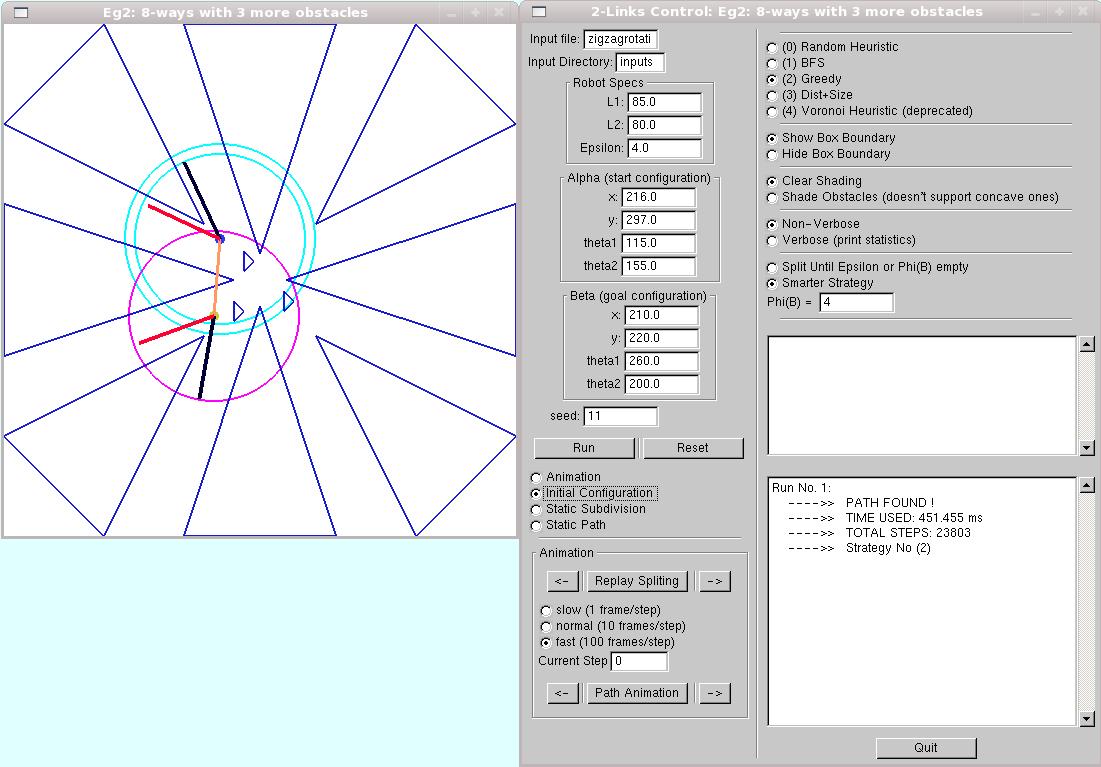 Eg2: 8-ways with 3 more obstacles
2-Links Control: Eg2: 8-ways with 3 more obstacles
Input file: zigzagrotati
Input Directory: inputs
Robot Specs
L1: 85.0
L2: 80.0
Epsilon: 4.0
Alpha (start configuration)
x: 216.0
y: 297.0
theta1 115.0
theta2 155.0
Beta (goal configuration)
x: 210.0
y: 220.0
theta1 260.0
theta2 200.0
seed: 11
Run Reset
Animation
Initial Configuration
Static Subdivision
Static Path
Animation
<- Replay Spliting ->
slow (1 frame/step)
normal (10 frames/step)
fast (100 frames/step)
Current Step 0
<- Path Animation ->
(0) Random Heuristic
(1) BFS
(2) Greedy
(3) Dist+Size
(4) Voronoi Heuristic (deprecated)
Show Box Boundary
Hide Box Boundary
Clear Shading
Shade Obstacles (doesn't support concave ones)
Non-Verbose
Verbose (print statistics)
Split Until Epsilon or Phi(B) empty
Smarter Strategy
Phi(B) = 4
Run No. 1:
---->> PATH FOUND !
---->> TIME USED: 451.455 ms
---->> TOTAL STEPS: 23803
---->> Strategy No (2)
Quit